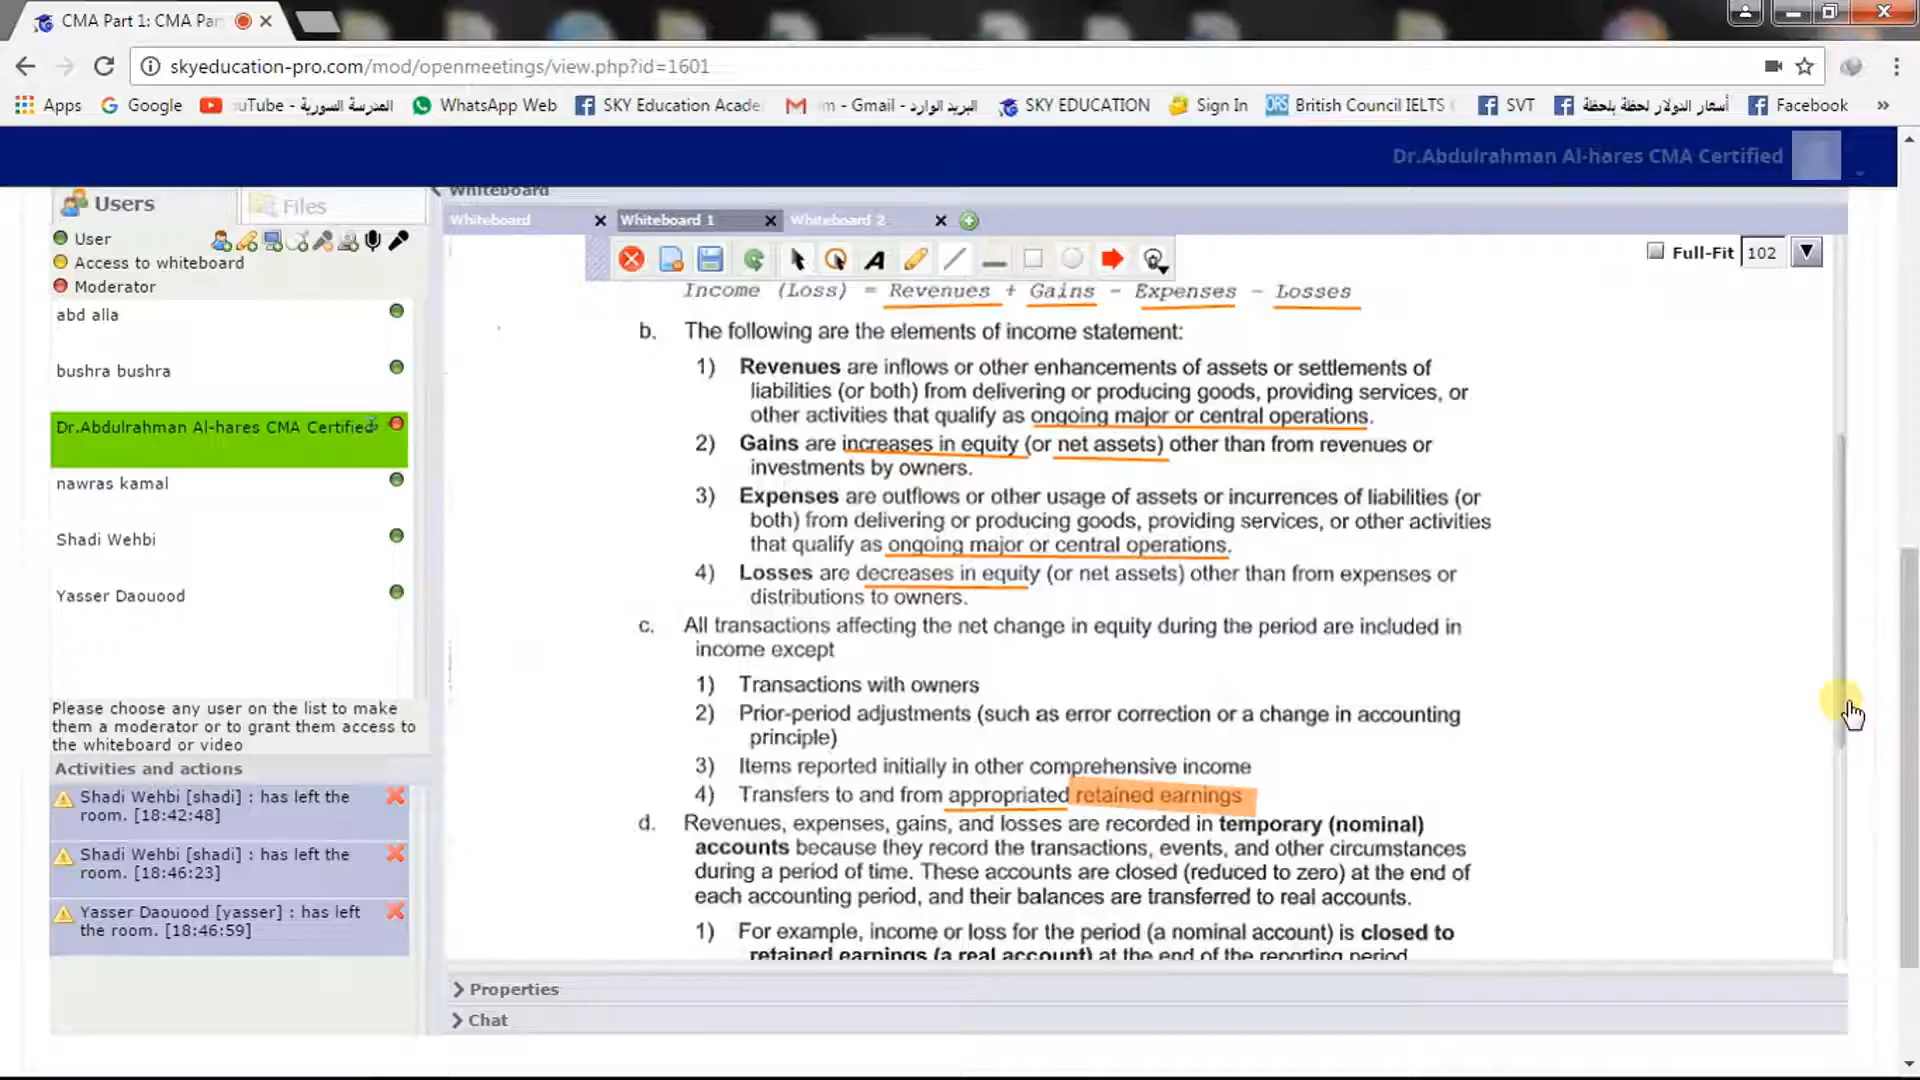 CMA Part 1: CMA Par
skyeducation-pro.com/mod/openmeetings/view.php?id=1601
Apps Google المدرسة السورية - WhatsApp Web SKY Education Acade البريد الوارد - Gmail - SKY EDUCATION Sign In British Council IELTS SVT أسعار الدولار لحظة بلحظة Facebook »
Dr.Abdulrahman Al-hares CMA Certified
Users
Files
User
Access to whiteboard
Moderator
abd alla
bushra bushra
Dr.Abdulrahman Al-hares CMA Certified
nawras kamal
Shadi Wehbi
Yasser Daouood
Please choose any user on the list to make
them a moderator or to grant them access to
the whiteboard or video
Activities and actions
Shadi Wehbi [shadi] : has left the
room. [18:42:48]
Shadi Wehbi [shadi] : has left the
room. [18:46:23]
Yasser Daouood [yasser] : has left
the room. [18:46:59]
Whiteboard
Whiteboard Whiteboard 1 Whiteboard 2
Full-Fit 102
Income (Loss) = Revenues + Gains - Expenses - Losses
b. The following are the elements of income statement:
1) Revenues are inflows or other enhancements of assets or settlements of
liabilities (or both) from delivering or producing goods, providing services, or
other activities that qualify as ongoing major or central operations.
2) Gains are increases in equity (or net assets) other than from revenues or
investments by owners.
3) Expenses are outflows or other usage of assets or incurrences of liabilities (or
both) from delivering or producing goods, providing services, or other activities
that qualify as ongoing major or central operations.
4) Losses are decreases in equity (or net assets) other than from expenses or
distributions to owners.
c. All transactions affecting the net change in equity during the period are included in
income except
1) Transactions with owners
2) Prior-period adjustments (such as error correction or a change in accounting
principle)
3) Items reported initially in other comprehensive income
4) Transfers to and from appropriated retained earnings
d. Revenues, expenses, gains, and losses are recorded in temporary (nominal)
accounts because they record the transactions, events, and other circumstances
during a period of time. These accounts are closed (reduced to zero) at the end of
each accounting period, and their balances are transferred to real accounts.
1) For example, income or loss for the period (a nominal account) is closed to
retained earnings (a real account) at the end of the reporting period
Properties
Chat